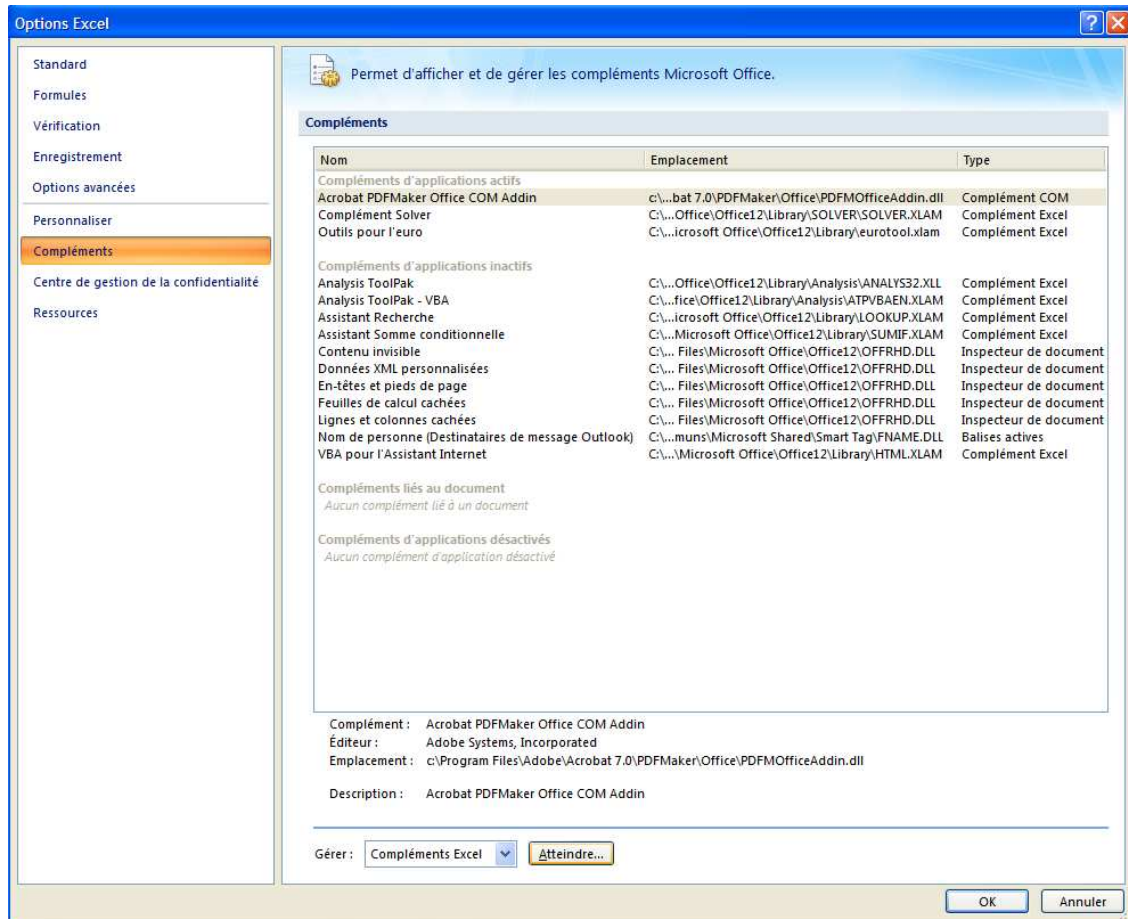 Options Excel
Standard
Formules
Vérification
Enregistrement
Options avancées
Personnaliser
Compléments
Centre de gestion de la confidentialité
Ressources
Permet d'afficher et de gérer les compléments Microsoft Office.
Compléments
Nom Emplacement Type
Compléments d'applications actifs
Acrobat PDFMaker Office COM Addin c:\...bat 7.0\PDFMaker\Office\PDFMOfficeAddin.dll Complément COM
Complément Solver C:\...Office\Office12\Library\SOLVER\SOLVER.XLAM Complément Excel
Outils pour l'euro C:\...icrosoft Office\Office12\Library\eurotool.xlam Complément Excel
Compléments d'applications inactifs
Analysis ToolPak C:\...Office\Office12\Library\Analysis\ANALYS32.XLL Complément Excel
Analysis ToolPak - VBA C:\...fice\Office12\Library\Analysis\ATPVBAEN.XLAM Complément Excel
Assistant Recherche C:\...icrosoft Office\Office12\Library\LOOKUP.XLAM Complément Excel
Assistant Somme conditionnelle C:\...Microsoft Office\Office12\Library\SUMIF.XLAM Complément Excel
Contenu invisible C:\... Files\Microsoft Office\Office12\OFFRHD.DLL Inspecteur de document
Données XML personnalisées C:\... Files\Microsoft Office\Office12\OFFRHD.DLL Inspecteur de document
En-têtes et pieds de page C:\... Files\Microsoft Office\Office12\OFFRHD.DLL Inspecteur de document
Feuilles de calcul cachées C:\... Files\Microsoft Office\Office12\OFFRHD.DLL Inspecteur de document
Lignes et colonnes cachées C:\... Files\Microsoft Office\Office12\OFFRHD.DLL Inspecteur de document
Nom de personne (Destinataires de message Outlook) C:\...muns\Microsoft Shared\Smart Tag\FNAME.DLL Balises actives
VBA pour l'Assistant Internet C:\...\Microsoft Office\Office12\Library\HTML.XLAM Complément Excel
Compléments liés au document
Aucun complément lié à un document
Compléments d'applications désactivés
Aucun complément d'application désactivé
Complément : Acrobat PDFMaker Office COM Addin
Éditeur : Adobe Systems, Incorporated
Emplacement : c:\Program Files\Adobe\Acrobat 7.0\PDFMaker\Office\PDFMOfficeAddin.dll
Description : Acrobat PDFMaker Office COM Addin
Gérer : Compléments Excel Atteindre...
OK Annuler